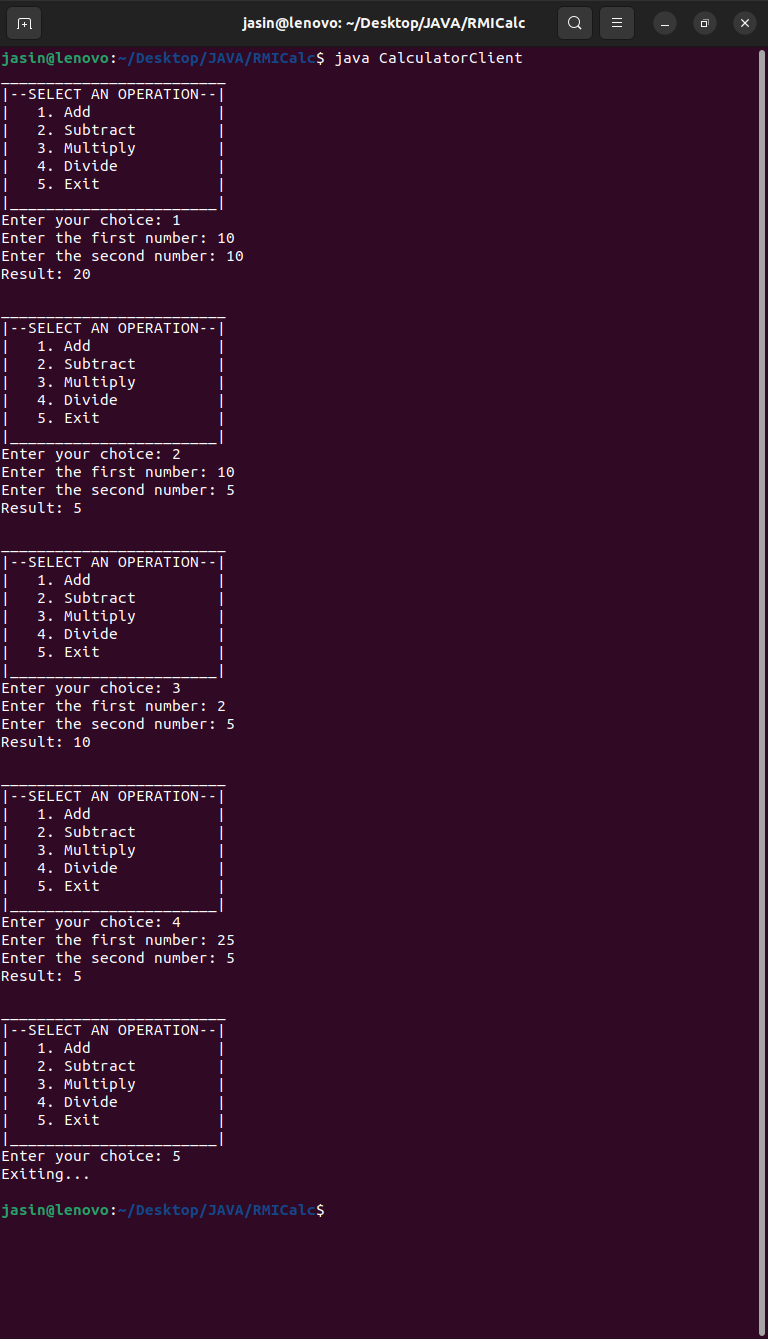 jasin@lenovo: ~/Desktop/JAVA/RMICalc
jasin@lenovo:~/Desktop/JAVA/RMICalc$ java CalculatorClient
_________________________
|--SELECT AN OPERATION--|
|   1. Add              |
|   2. Subtract         |
|   3. Multiply         |
|   4. Divide           |
|   5. Exit             |
|_______________________|
Enter your choice: 1
Enter the first number: 10
Enter the second number: 10
Result: 20

_________________________
|--SELECT AN OPERATION--|
|   1. Add              |
|   2. Subtract         |
|   3. Multiply         |
|   4. Divide           |
|   5. Exit             |
|_______________________|
Enter your choice: 2
Enter the first number: 10
Enter the second number: 5
Result: 5

_________________________
|--SELECT AN OPERATION--|
|   1. Add              |
|   2. Subtract         |
|   3. Multiply         |
|   4. Divide           |
|   5. Exit             |
|_______________________|
Enter your choice: 3
Enter the first number: 2
Enter the second number: 5
Result: 10

_________________________
|--SELECT AN OPERATION--|
|   1. Add              |
|   2. Subtract         |
|   3. Multiply         |
|   4. Divide           |
|   5. Exit             |
|_______________________|
Enter your choice: 4
Enter the first number: 25
Enter the second number: 5
Result: 5

_________________________
|--SELECT AN OPERATION--|
|   1. Add              |
|   2. Subtract         |
|   3. Multiply         |
|   4. Divide           |
|   5. Exit             |
|_______________________|
Enter your choice: 5
Exiting...

jasin@lenovo:~/Desktop/JAVA/RMICalc$